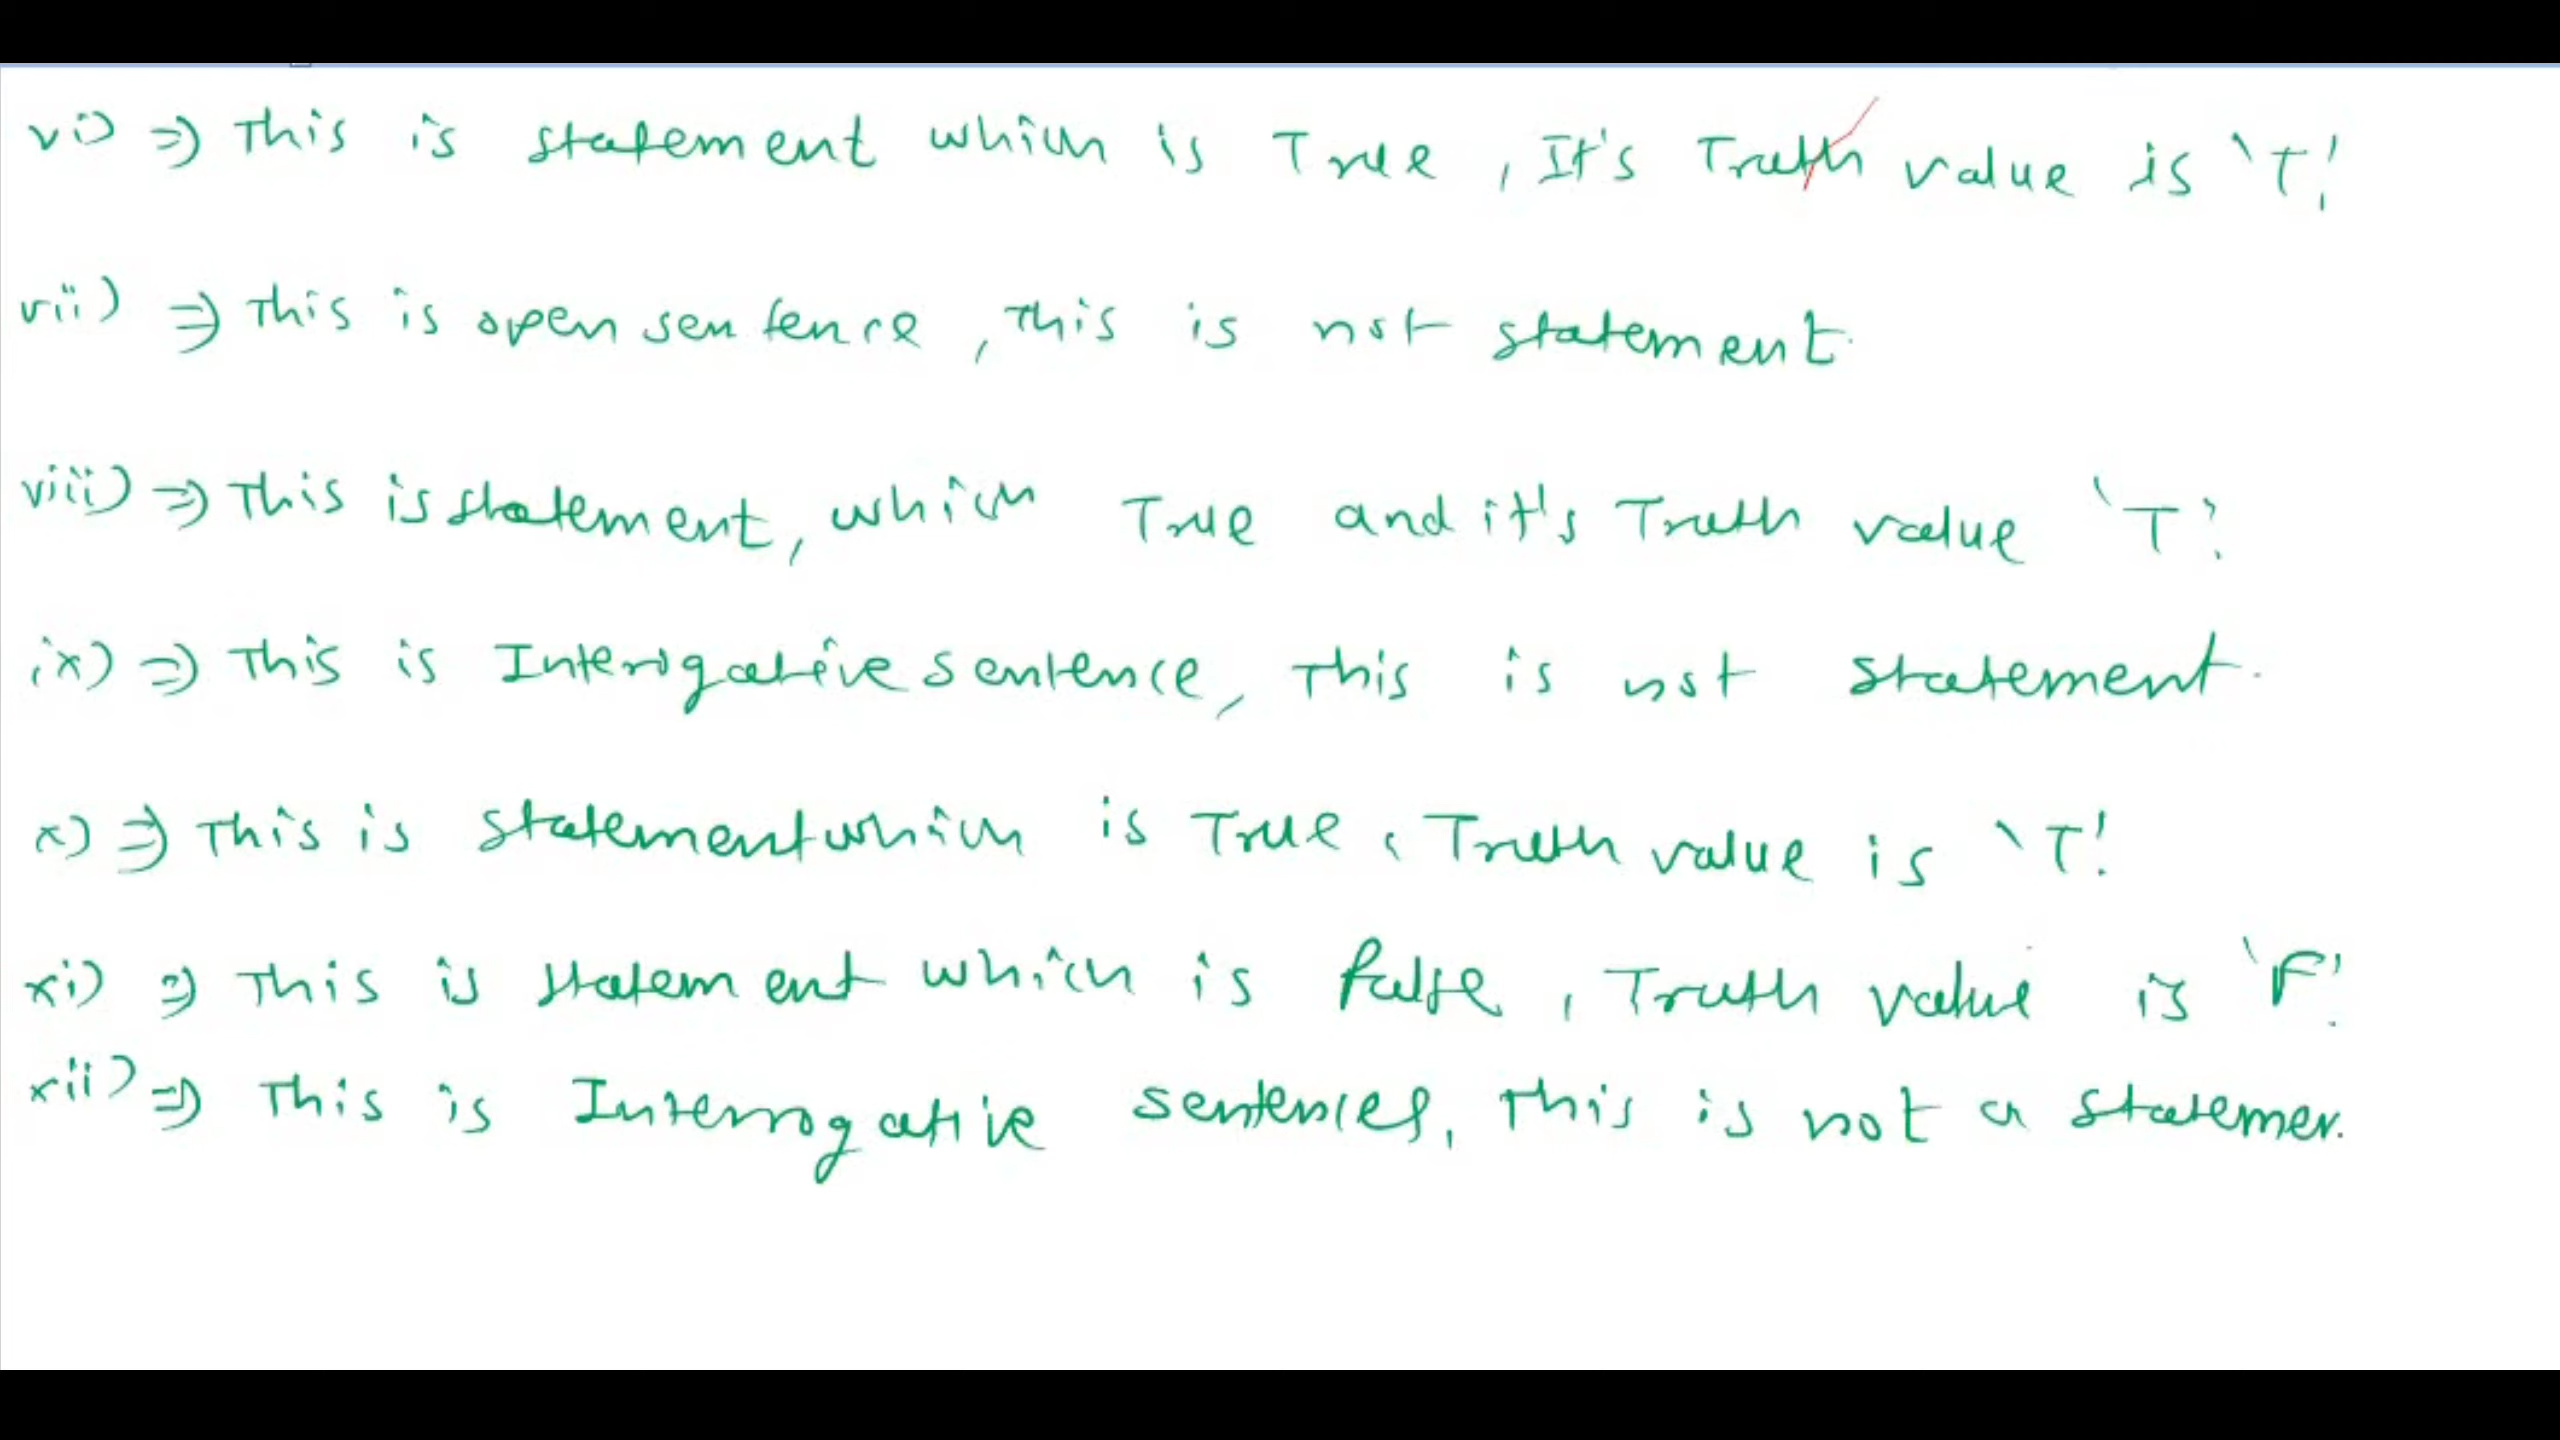 vi) ⇒ This is statement which is True, It's Truth value is 'T'.
vii) ⇒ This is open sentence, This is not statement.
viii) ⇒ This is statement, which True and it's Truth value 'T'.
ix) ⇒ This is Interigative sentence, This is not statement.
x) ⇒ This is statement which is True, Truth value is 'T'.
xi) ⇒ This is statement which is false, Truth value is 'F'.
xii) ⇒ This is Interrogative sentences, This is not a statemen.